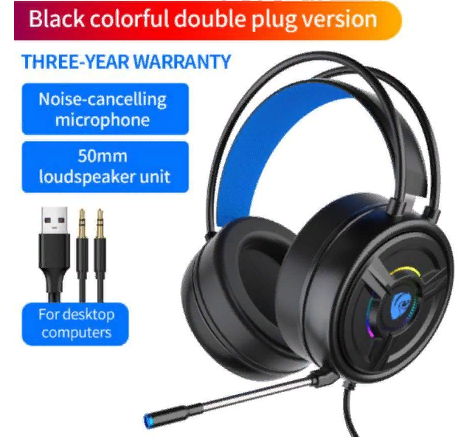 Black colorful double plug version
THREE-YEAR WARRANTY
Noise-cancelling
microphone
50mm
loudspeaker unit
For desktop
computers